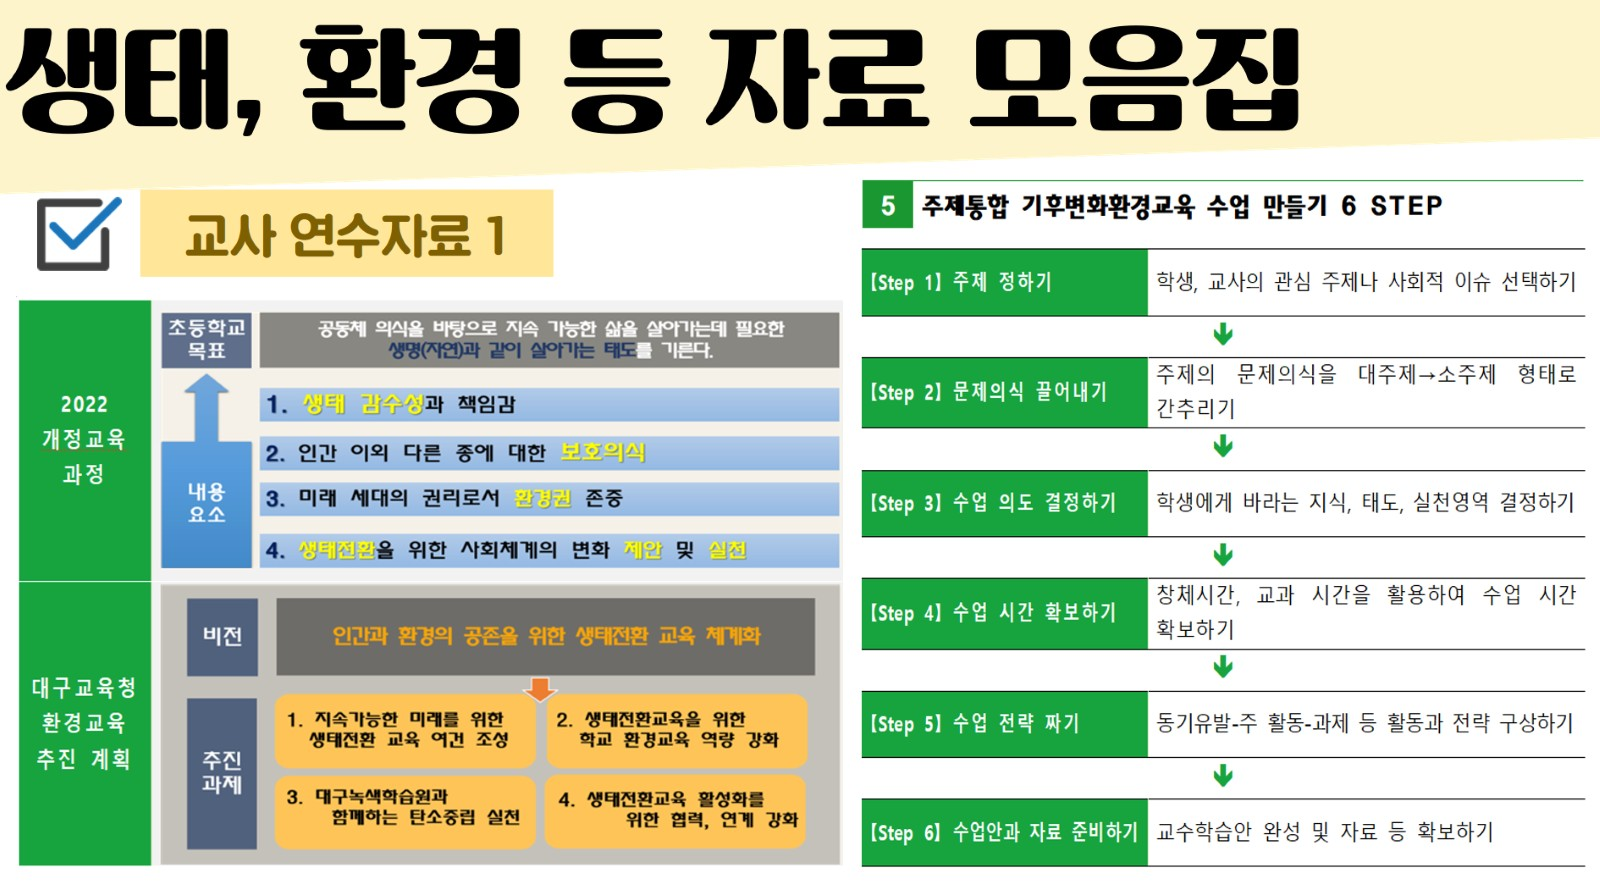 생태, 환경 등 자료 모음집
교사 연수자료 1
2022
개정교육
과정
초등학교
목표
공동체 의식을 바탕으로 지속 가능한 삶을 살아가는데 필요한
생명(자연)과 같이 살아가는 태도를 기른다.
내용
요소
1. 생태 감수성과 책임감
2. 인간 이외 다른 종에 대한 보호의식
3. 미래 세대의 권리로서 환경권 존중
4. 생태전환을 위한 사회체계의 변화 제안 및 실천
대구교육청
환경교육
추진 계획
비전
인간과 환경의 공존을 위한 생태전환 교육 체계화
추진
과제
1. 지속가능한 미래를 위한
생태전환 교육 여건 조성
2. 생태전환교육을 위한
학교 환경교육 역량 강화
3. 대구녹색학습원과
함께하는 탄소중립 실천
4. 생태전환교육 활성화를
위한 협력, 연계 강화
5 주제통합 기후변화환경교육 수업 만들기 6 STEP
【Step 1】 주제 정하기
학생, 교사의 관심 주제나 사회적 이슈 선택하기
【Step 2】 문제의식 끌어내기
주제의 문제의식을 대주제→소주제 형태로
간추리기
【Step 3】 수업 의도 결정하기
학생에게 바라는 지식, 태도, 실천영역 결정하기
【Step 4】 수업 시간 확보하기
창체시간, 교과 시간을 활용하여 수업 시간
확보하기
【Step 5】 수업 전략 짜기
동기유발-주 활동-과제 등 활동과 전략 구상하기
【Step 6】 수업안과 자료 준비하기
교수학습안 완성 및 자료 등 확보하기